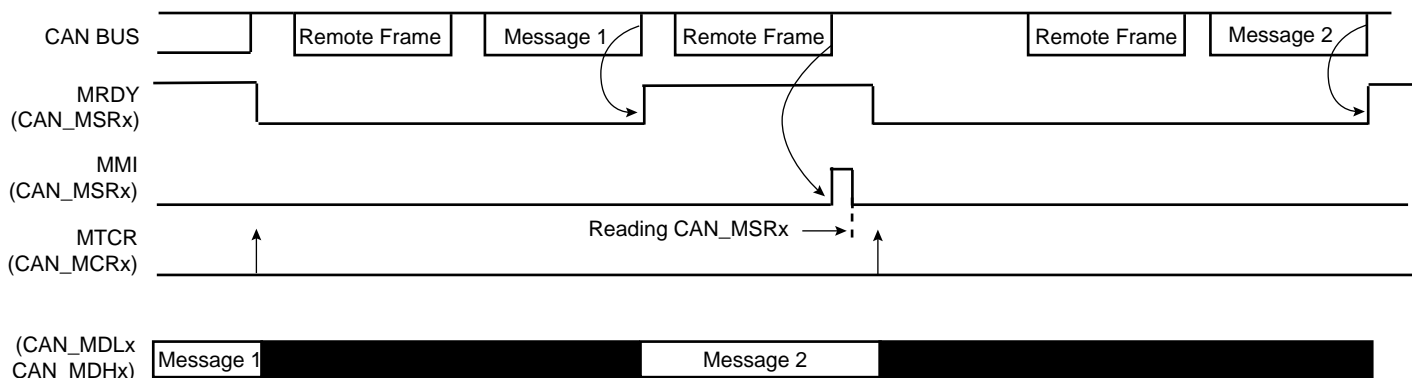 CAN BUS
Remote Frame
Message 1
Remote Frame
Remote Frame
Message 2
MRDY
(CAN_MSRx)
MMI
(CAN_MSRx)
Reading CAN_MSRx
MTCR
(CAN_MCRx)
(CAN_MDLx
CAN_MDHx)
Message 1
Message 2